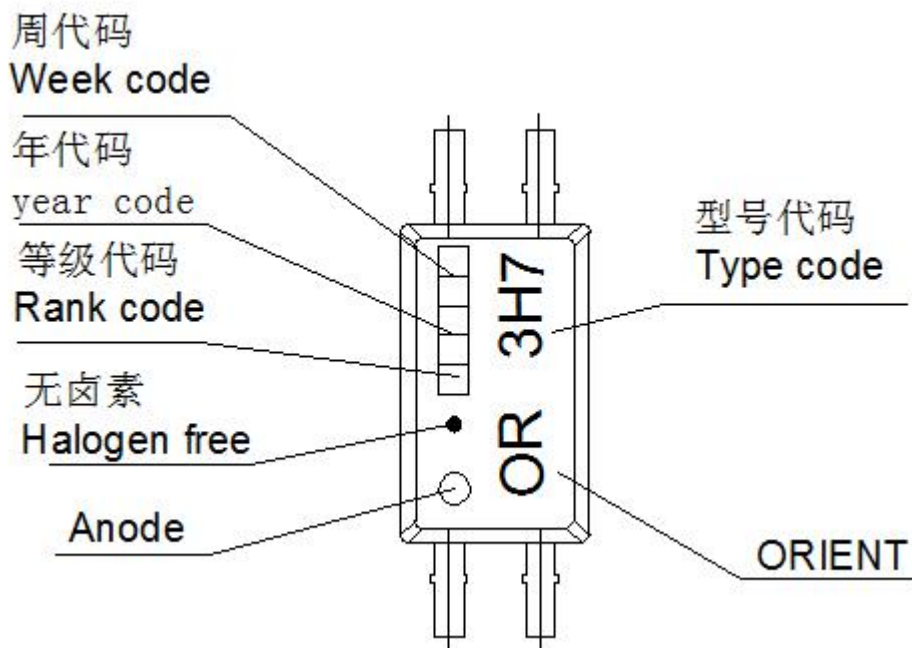 周代码
Week code
年代码
year code
等级代码
Rank code
无卤素
Halogen free
Anode
OR 3H7
型号代码
Type code
ORIENT